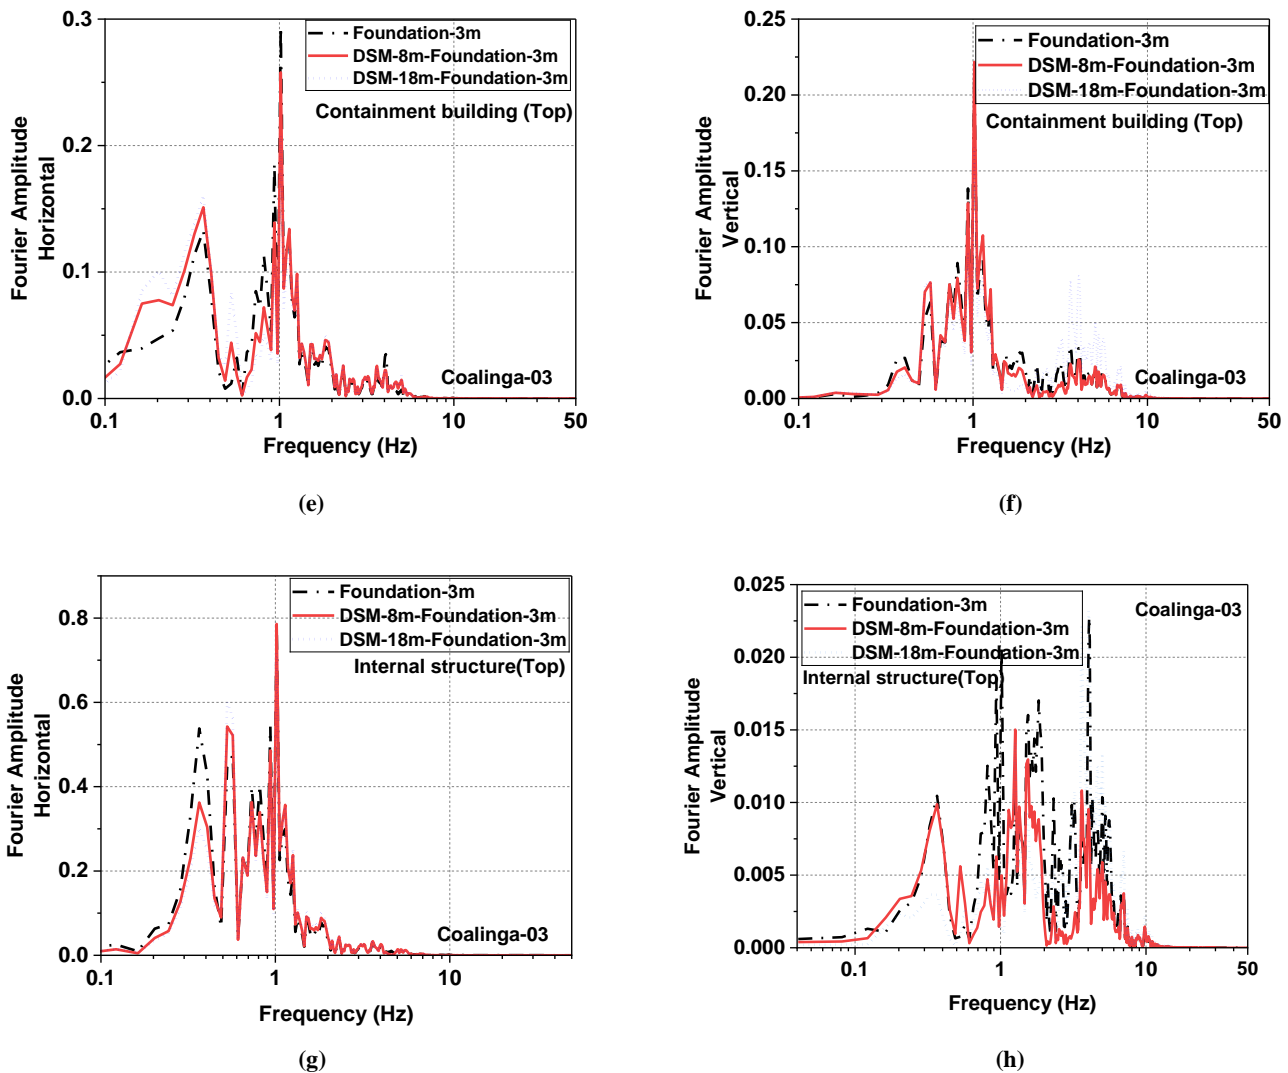 0.3
0.2
0.1
0.0
0.1
1
10
50
Fourier Amplitude
Horizontal
Frequency (Hz)
Foundation-3m
DSM-8m-Foundation-3m
DSM-18m-Foundation-3m
Containment building (Top)
Coalinga-03
(e)
0.25
0.20
0.15
0.10
0.05
0.00
0.1
1
10
50
Fourier Amplitude
Vertical
Frequency (Hz)
Foundation-3m
DSM-8m-Foundation-3m
DSM-18m-Foundation-3m
Containment building (Top)
Coalinga-03
(f)
0.8
0.6
0.4
0.2
0.0
0.1
1
10
Fourier Amplitude
Horizontal
Frequency (Hz)
Foundation-3m
DSM-8m-Foundation-3m
DSM-18m-Foundation-3m
Internal structure(Top)
Coalinga-03
(g)
0.025
0.020
0.015
0.010
0.005
0.000
0.1
1
10
50
Fourier Amplitude
Vertical
Frequency (Hz)
Foundation-3m
DSM-8m-Foundation-3m
DSM-18m-Foundation-3m
Internal structure(Top)
Coalinga-03
(h)